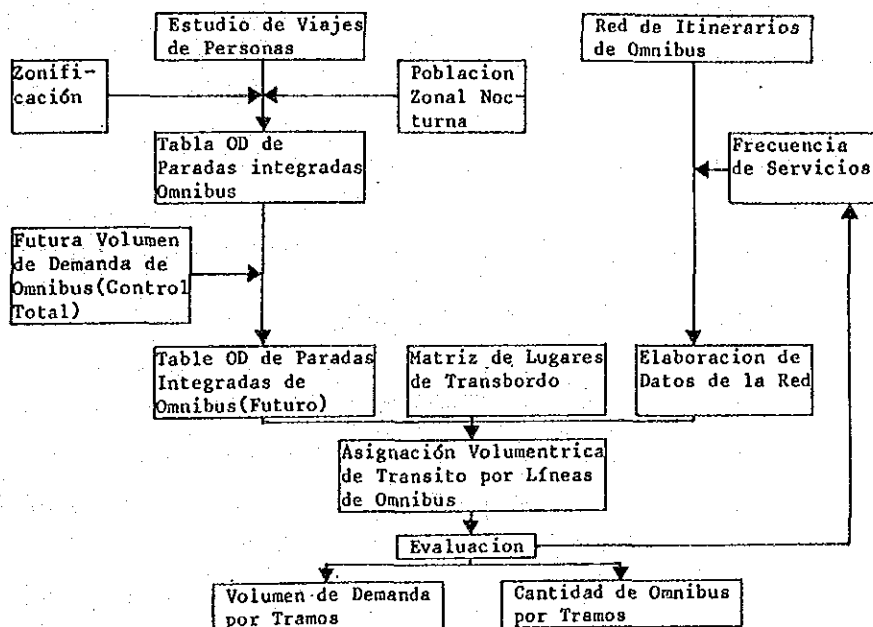 Estudio de Viajes
de Personas
Red de Itinerarios
de Omnibus
Zonifi-
cación
Poblacion
Zonal Noc-
turna
Tabla OD de
Paradas integradas
Omnibus
Frecuencia
de Servicios
Futura Volumen
de Demanda de
Omnibus(Control
Total)
Table OD de Paradas
Integradas de
Omnibus(Futuro)
Matriz de Lugares
de Transbordo
Elaboracion de
Datos de la Red
Asignación Volumentrica
de Transito por Líneas
de Omnibus
Evaluacion
Volumen de Demanda
por Tramos
Cantidad de Omnibus
por Tramos